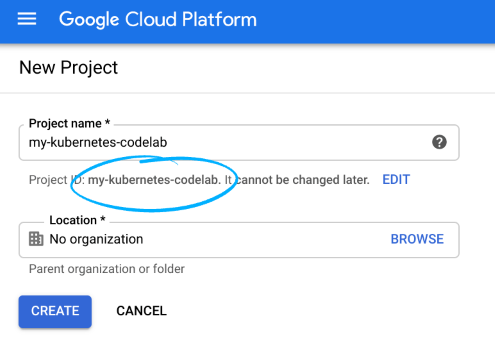 Google Cloud Platform
New Project
Project name *
my-kubernetes-codelab
Project ID: my-kubernetes-codelab. It cannot be changed later. EDIT
Location *
No organization BROWSE
Parent organization or folder
CREATE CANCEL